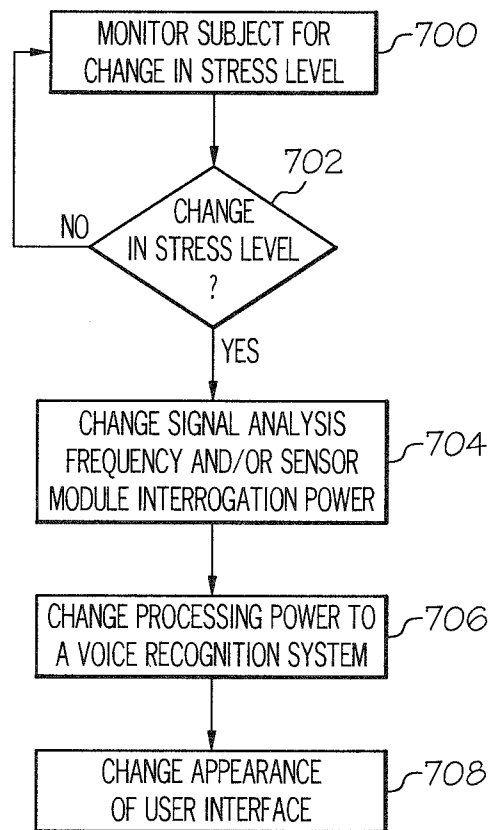 MONITOR SUBJECT FOR
CHANGE IN STRESS LEVEL
700
702
CHANGE
IN STRESS LEVEL
?
NO
YES
CHANGE SIGNAL ANALYSIS
FREQUENCY AND/OR SENSOR
MODULE INTERROGATION POWER
704
CHANGE PROCESSING POWER TO
A VOICE RECOGNITION SYSTEM
706
CHANGE APPEARANCE
OF USER INTERFACE
708